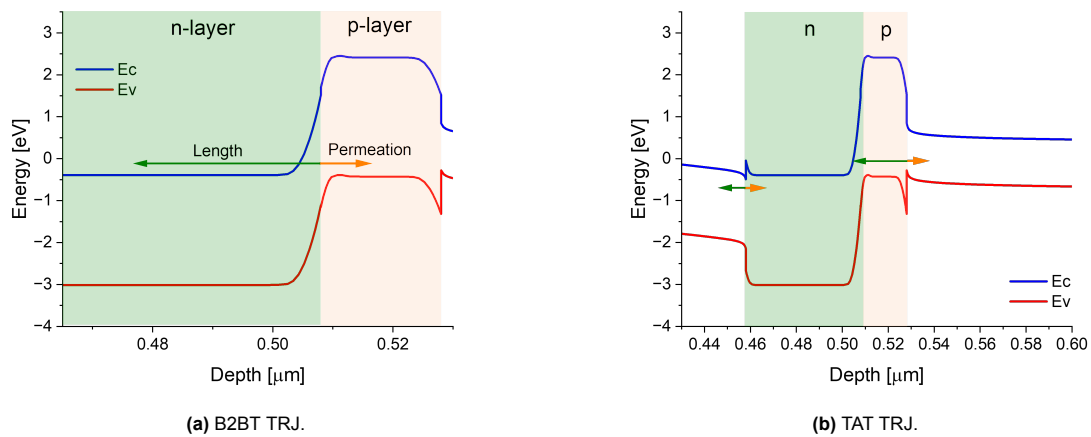 n-layer
p-layer
Ec
Ev
Length
Permeation
3
2
1
0
−1
−2
−3
−4
Energy [eV]
0.48
0.50
0.52
Depth [μm]
(a) B2BT TRJ.
n
p
3
2
1
0
−1
−2
−3
−4
Energy [eV]
Ec
Ev
0.44
0.46
0.48
0.50
0.52
0.54
0.56
0.58
0.60
Depth [μm]
(b) TAT TRJ.